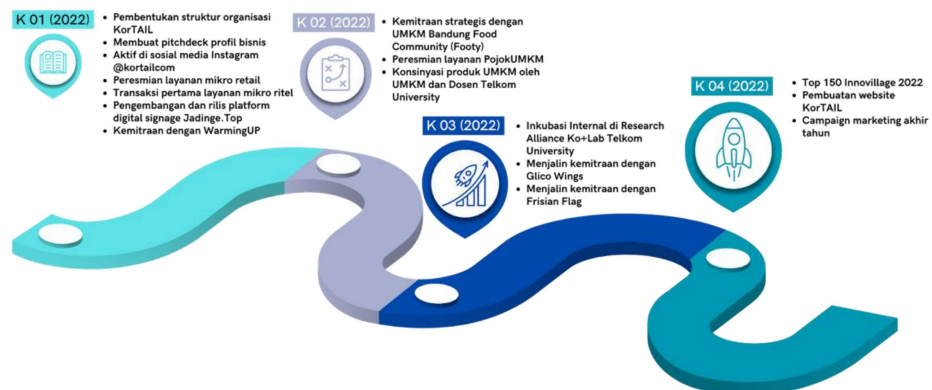 K 01 (2022)
• Pembentukan struktur organisasi
KorTAIL
• Membuat pitchdeck profil bisnis
• Aktif di sosial media Instagram
@kortailcom
• Peresmian layanan mikro retail
• Transaksi pertama layanan mikro ritel
• Pengembangan dan rilis platform
digital signage Jadinge.Top
• Kemitraan dengan WarmingUP
K 02 (2022)
• Kemitraan strategis dengan
UMKM Bandung Food
Community (Footy)
• Peresmian layanan PojokUMKM
• Konsinyasi produk UMKM oleh
UMKM dan Dosen Telkom
University
K 03 (2022)
• Inkubasi Internal di Research
Alliance Ko+Lab Telkom
University
• Menjalin kemitraan dengan
Glico Wings
• Menjalin kemitraan dengan
Frisian Flag
K 04 (2022)
• Top 150 Innovillage 2022
• Pembuatan website
KorTAIL
• Campaign marketing akhir
tahun